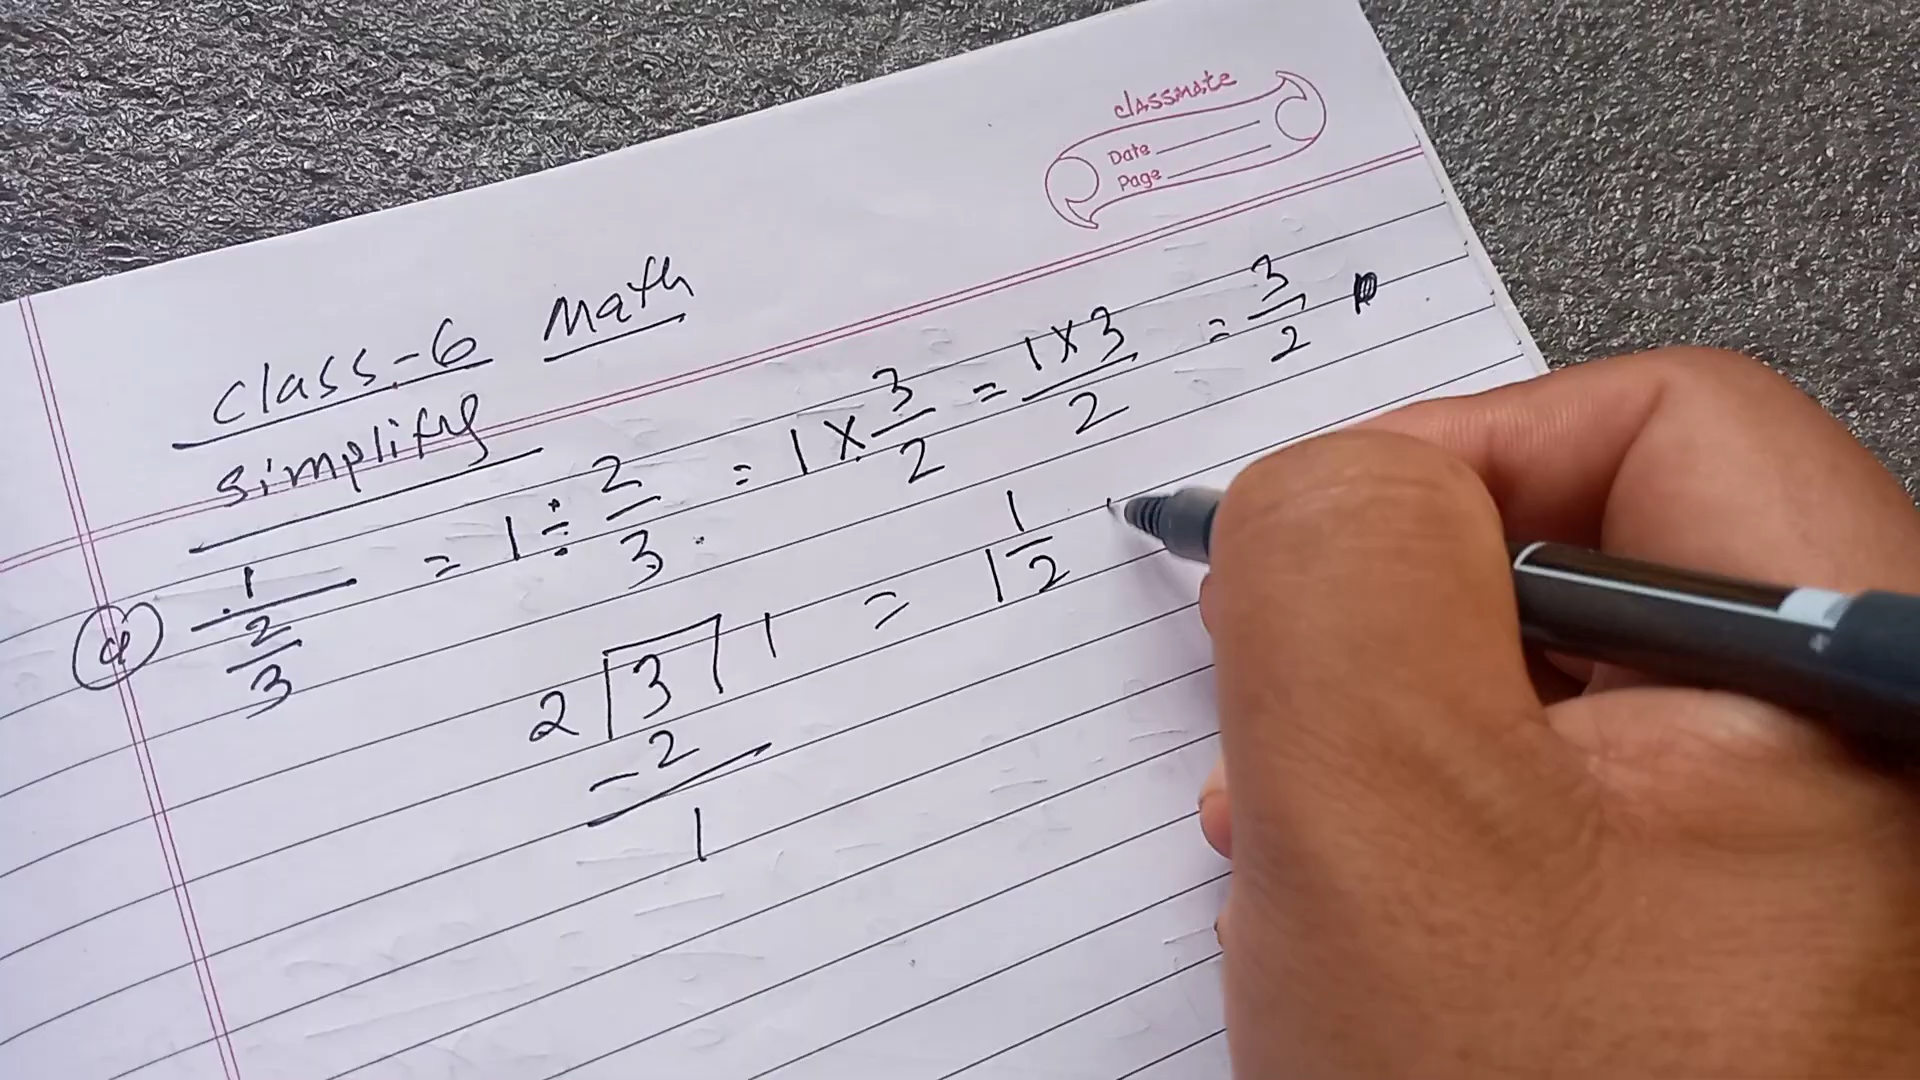 classmate
Date
Page
class-6 Math
simplify
a) 1/(2/3) = 1 ÷ 2/3 = 1 × 3/2 = 1×3/2 = 3/2
2 ) 3 ( 1 = 1 1/2
- 2
1